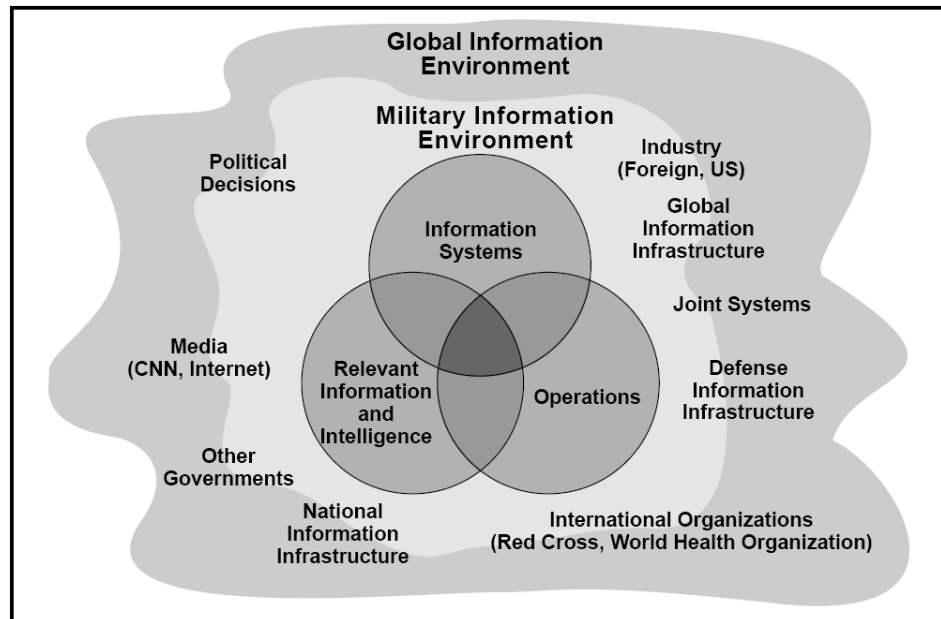 Global Information
Environment
Military Information
Environment
Political
Decisions
Industry
(Foreign, US)
Global
Information
Infrastructure
Information
Systems
Joint Systems
Media
(CNN, Internet)
Relevant
Information
and
Intelligence
Operations
Defense
Information
Infrastructure
Other
Governments
National
Information
Infrastructure
International Organizations
(Red Cross, World Health Organization)